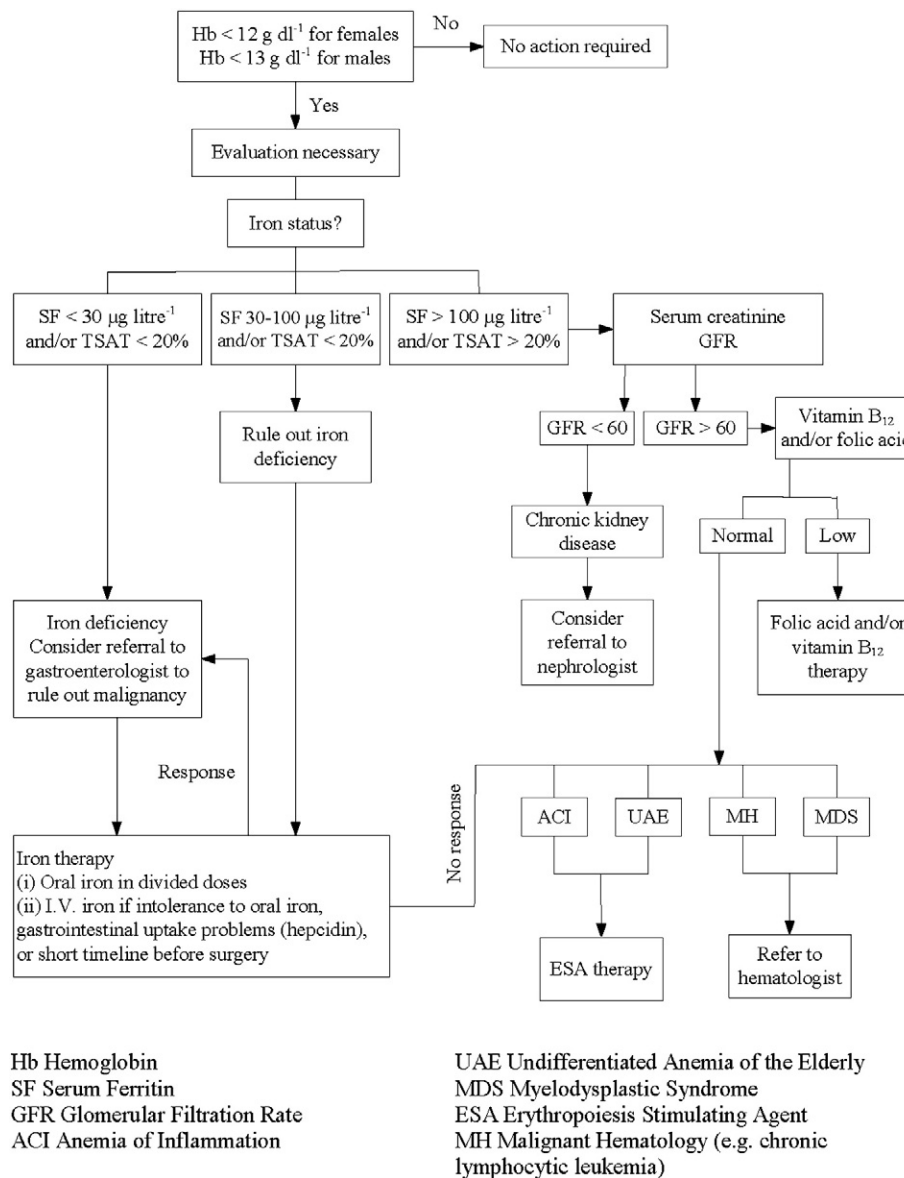 Hb < 12 g dl⁻¹ for females
Hb < 13 g dl⁻¹ for males
No
No action required
Yes
Evaluation necessary
Iron status?
SF < 30 µg litre⁻¹
and/or TSAT < 20%
SF 30-100 µg litre⁻¹
and/or TSAT < 20%
SF > 100 µg litre⁻¹
and/or TSAT > 20%
Serum creatinine
GFR
GFR < 60
GFR > 60
Vitamin B₁₂
and/or folic acid
Rule out iron
deficiency
Chronic kidney
disease
Normal
Low
Iron deficiency
Consider referral to
gastroenterologist to
rule out malignancy
Consider
referral to
nephrologist
Folic acid and/or
vitamin B₁₂
therapy
Response
No response
ACI
UAE
MH
MDS
Iron therapy
(i) Oral iron in divided doses
(ii) I.V. iron if intolerance to oral iron,
gastrointestinal uptake problems (hepcidin),
or short timeline before surgery
ESA therapy
Refer to
hematologist
Hb Hemoglobin
SF Serum Ferritin
GFR Glomerular Filtration Rate
ACI Anemia of Inflammation
UAE Undifferentiated Anemia of the Elderly
MDS Myelodysplastic Syndrome
ESA Erythropoiesis Stimulating Agent
MH Malignant Hematology (e.g. chronic
lymphocytic leukemia)